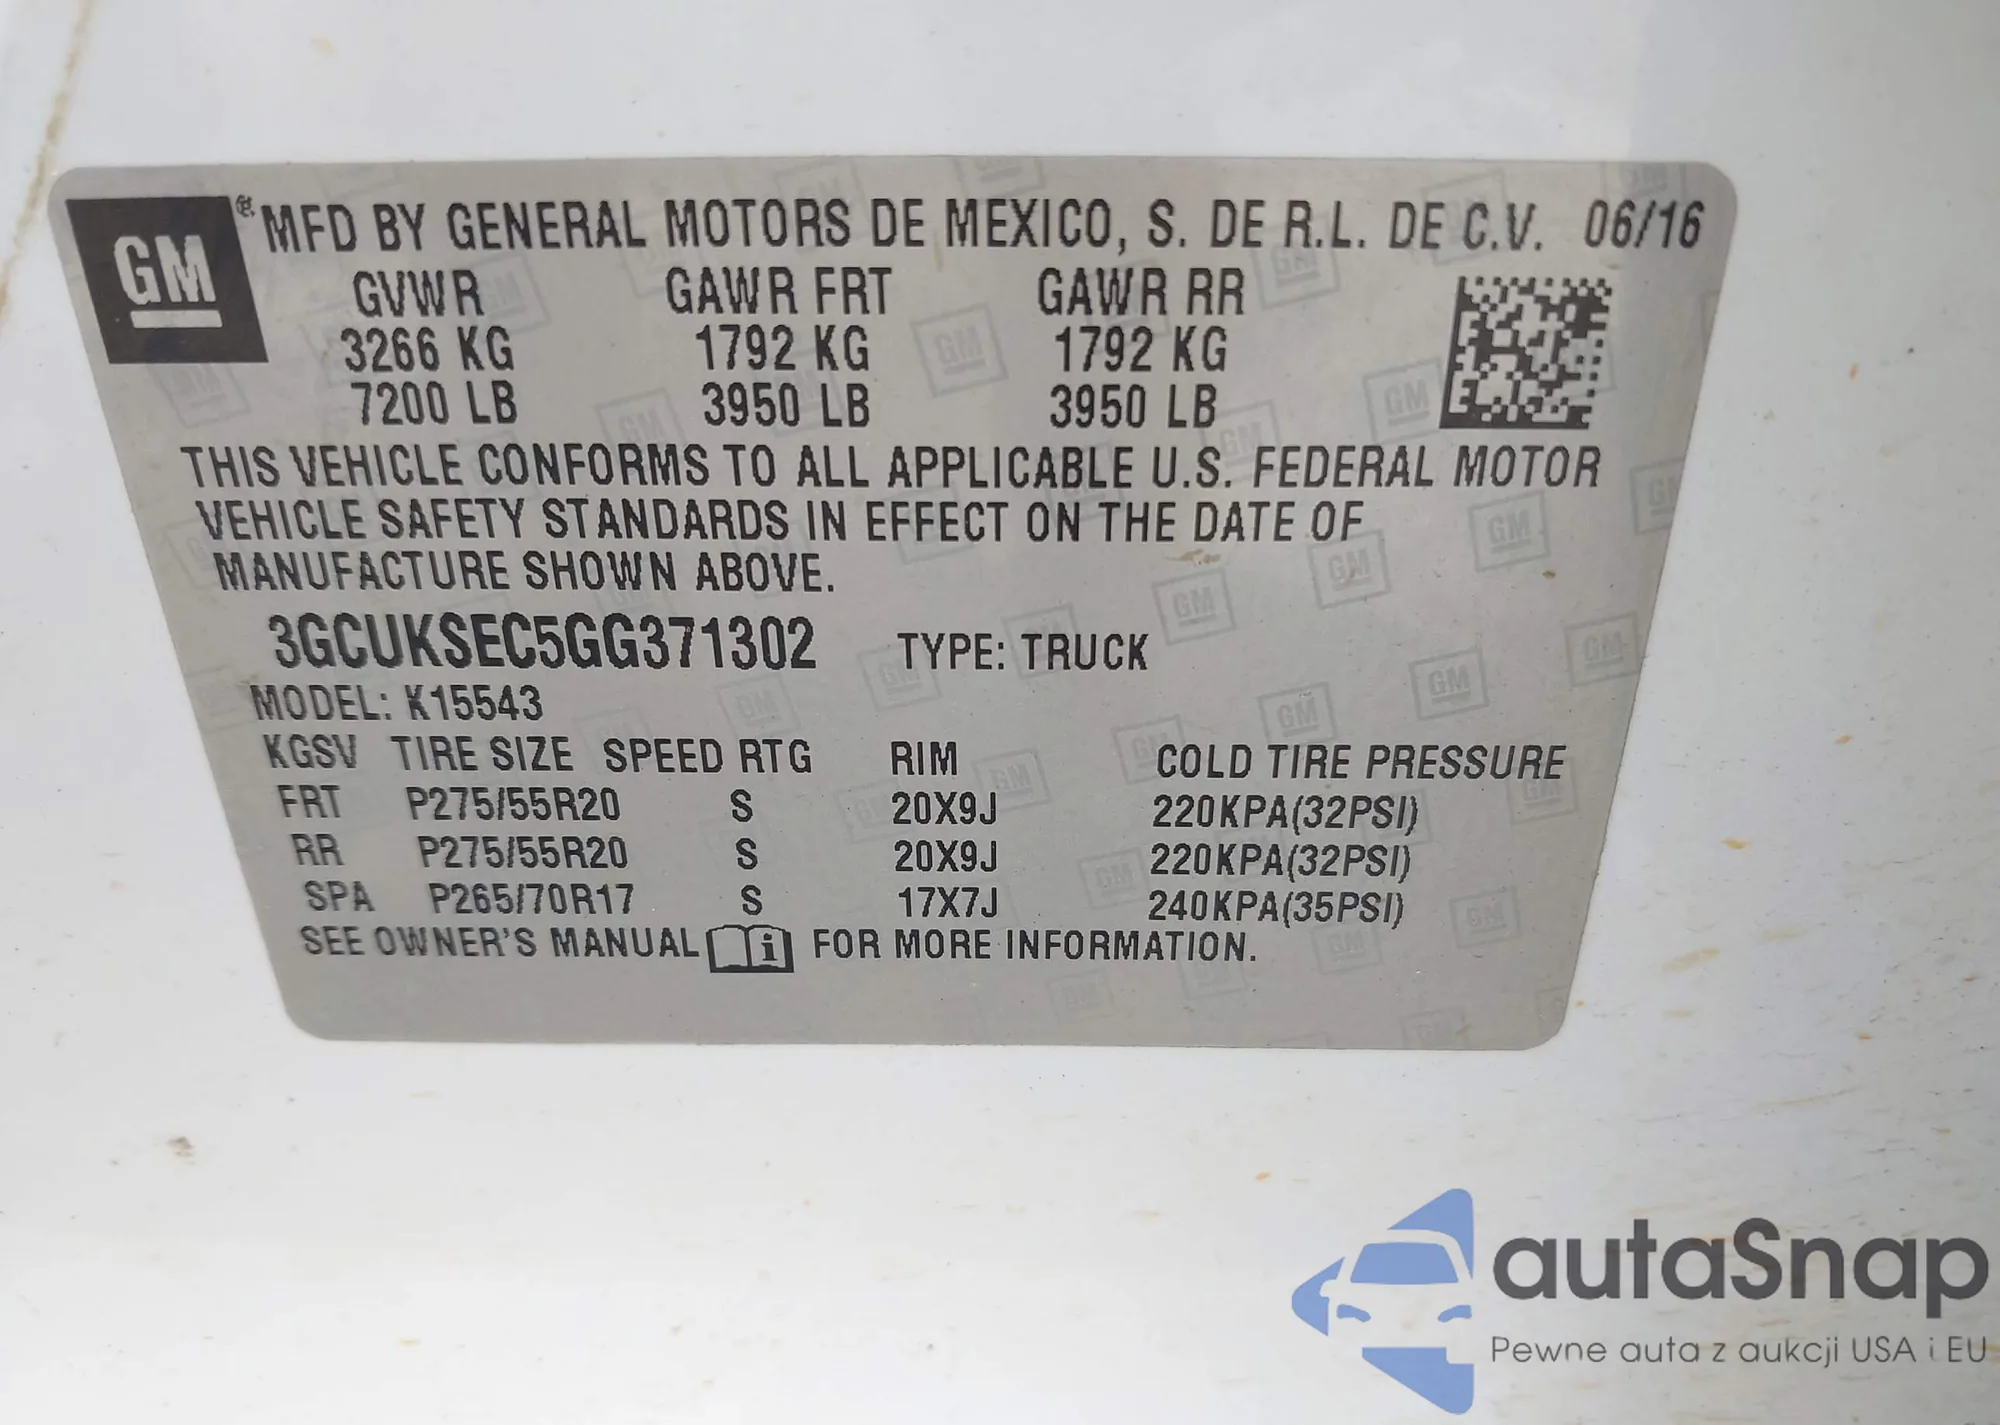 GM ® MFD BY GENERAL MOTORS DE MEXICO, S. DE R.L. DE C.V. 06/16
GVWR GAWR FRT GAWR RR
3266 KG 1792 KG 1792 KG
7200 LB 3950 LB 3950 LB
THIS VEHICLE CONFORMS TO ALL APPLICABLE U.S. FEDERAL MOTOR
VEHICLE SAFETY STANDARDS IN EFFECT ON THE DATE OF
MANUFACTURE SHOWN ABOVE.
3GCUKSEC5GG371302 TYPE: TRUCK
MODEL: K15543
KGSV TIRE SIZE SPEED RTG RIM COLD TIRE PRESSURE
FRT P275/55R20 S 20X9J 220KPA(32PSI)
RR P275/55R20 S 20X9J 220KPA(32PSI)
SPA P265/70R17 S 17X7J 240KPA(35PSI)
SEE OWNER'S MANUAL i FOR MORE INFORMATION.
autaSnap
Pewne auta z aukcji USA i EU